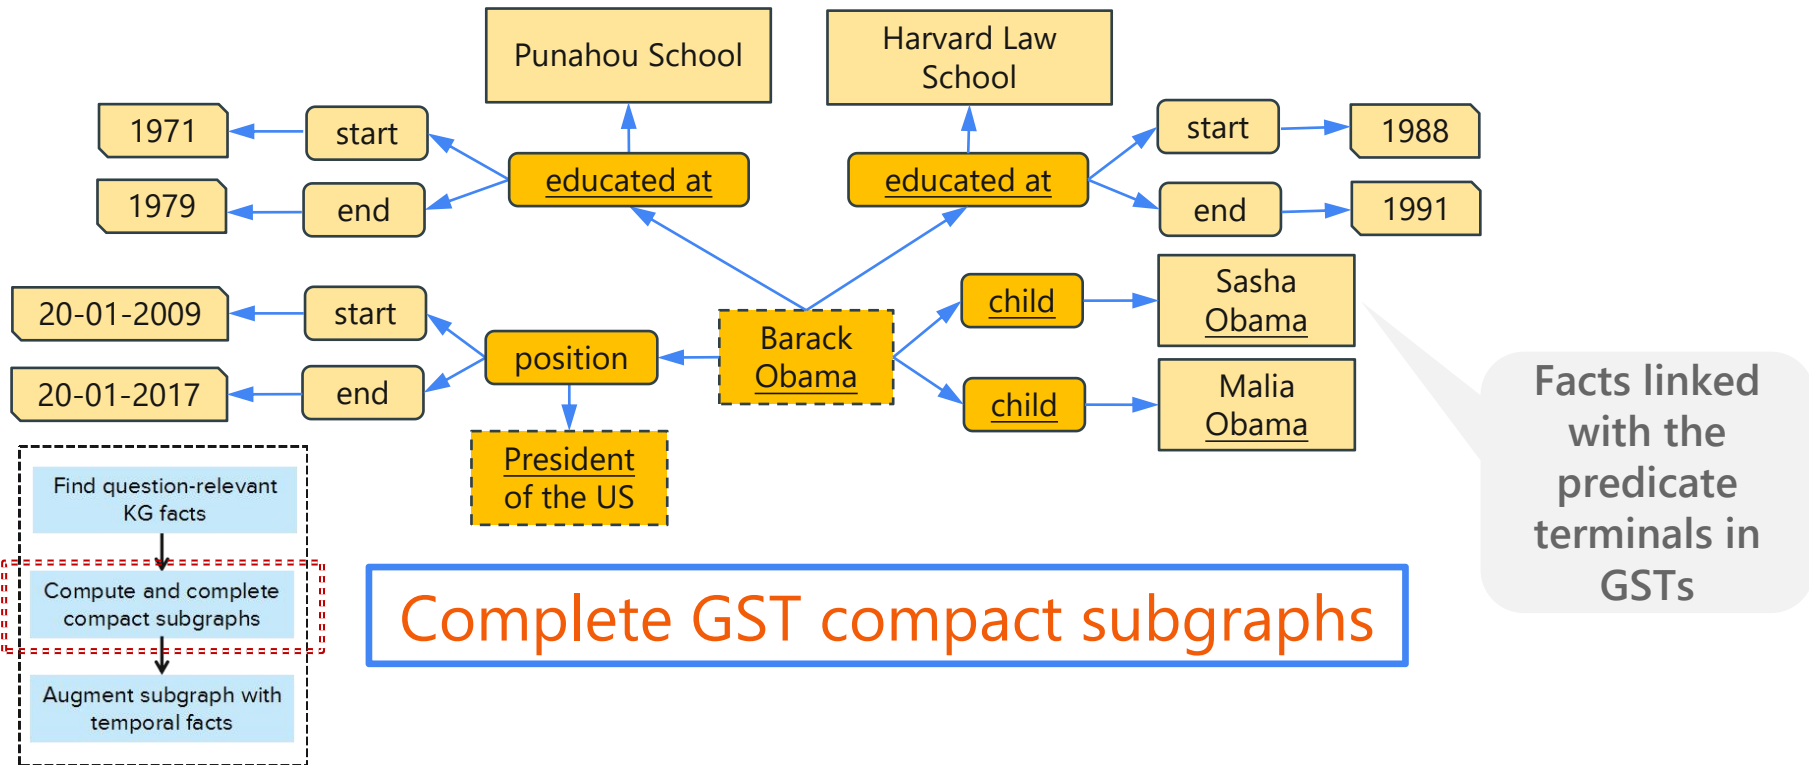 Punahou School
Harvard Law
School
1971
start
educated at
educated at
start
1988
1979
end
end
1991
20-01-2009
start
position
Barack
Obama
child
Sasha
Obama
20-01-2017
end
President
of the US
child
Malia
Obama
Facts linked
with the
predicate
terminals in
GSTs
Find question-relevant
KG facts
Compute and complete
compact subgraphs
Augment subgraph with
temporal facts
Complete GST compact subgraphs